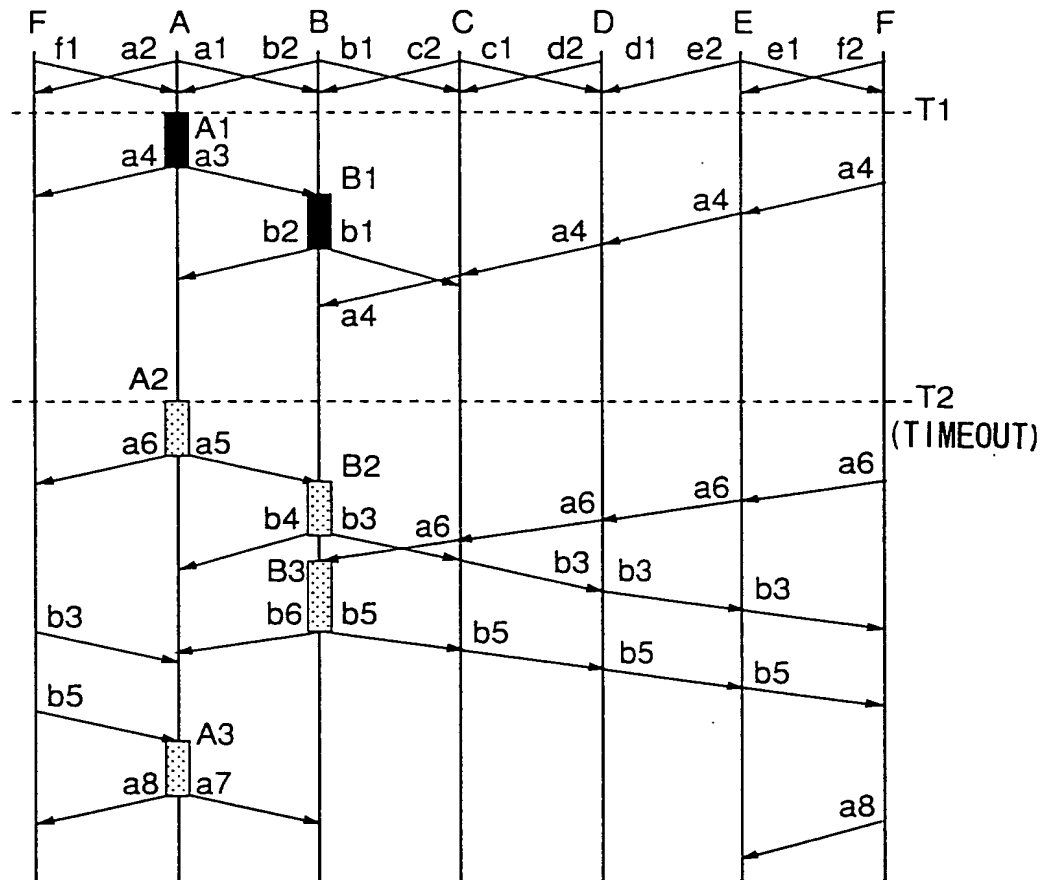 F A B C D E F
f1 a2 a1 b2 b1 c2 c1 d2 d1 e2 e1 f2
T1
A1
a4 a3
B1
a4
a4
b2 b1 a4
a4
A2
T2
(TIMEOUT)
a6 a5
B2
a6
a6
b4 b3 a6 a6
B3 b3 b3 b3
b3 b6 b5
b5 b5 b5
b5
A3
a8 a7
a8